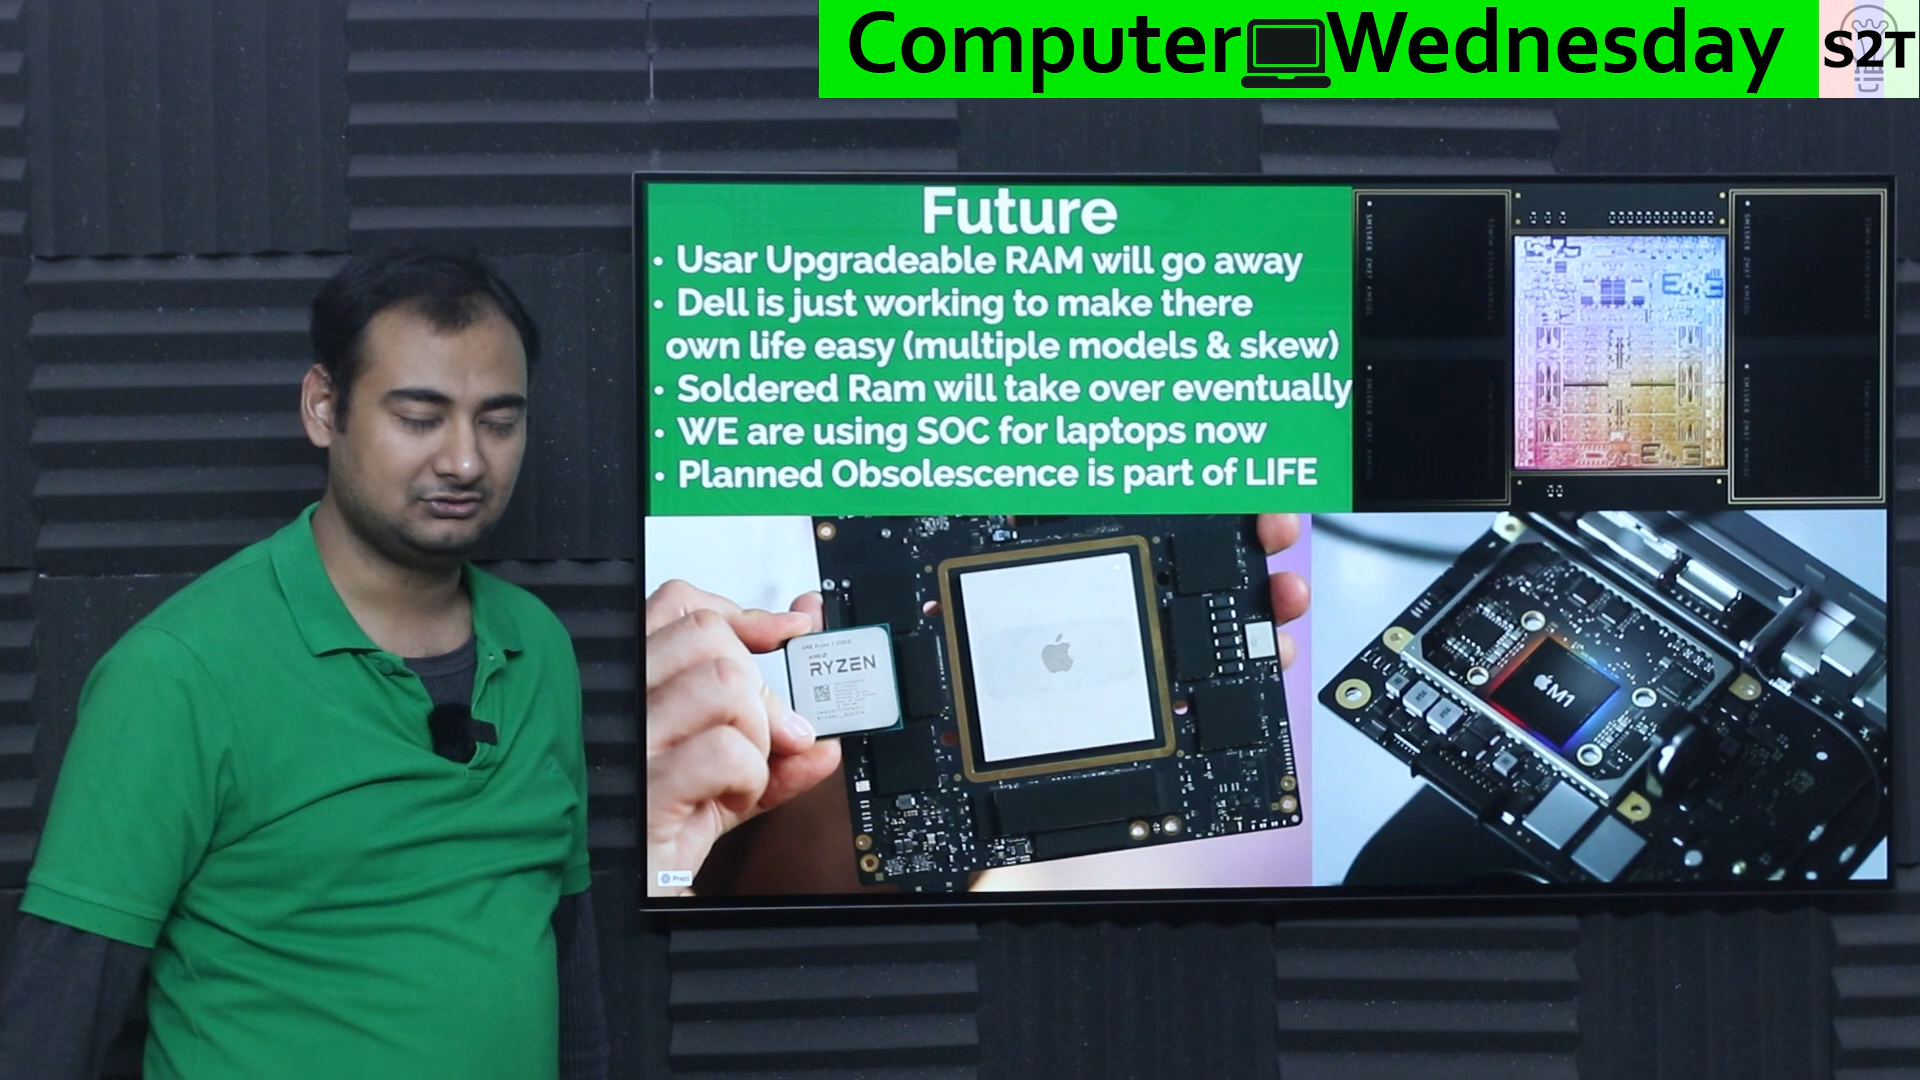 Computer Wednesday
S2T
Future
• Usar Upgradeable RAM will go away
• Dell is just working to make there
own life easy (multiple models & skew)
• Soldered Ram will take over eventually
• WE are using SOC for laptops now
• Planned Obsolescence is part of LIFE
AMD
RYZEN
M1
Prezi